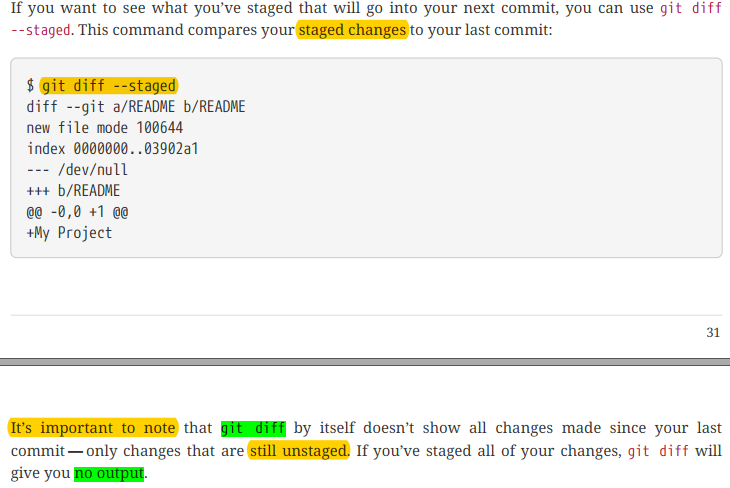 If you want to see what you’ve staged that will go into your next commit, you can use git diff
--staged. This command compares your staged changes to your last commit:
$ git diff --staged
diff --git a/README b/README
new file mode 100644
index 0000000..03902a1
--- /dev/null
+++ b/README
@@ -0,0 +1 @@
+My Project
31
It’s important to note that git diff by itself doesn’t show all changes made since your last
commit — only changes that are still unstaged. If you’ve staged all of your changes, git diff will
give you no output.